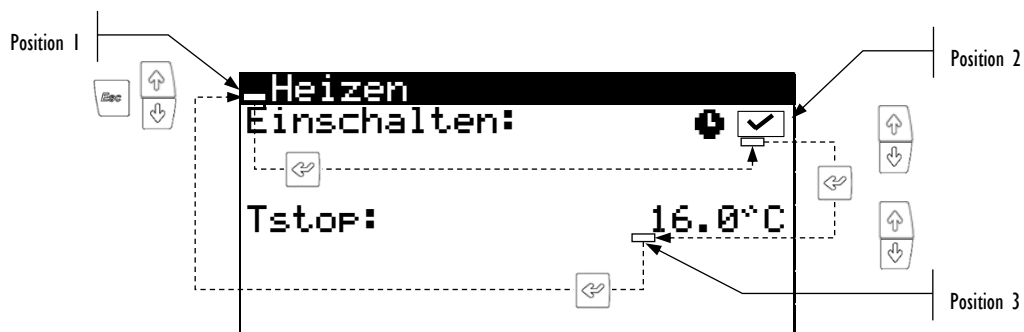 Position 1
Position 2
Esc
Heizen
Einschalten:
Tstop: 16.0°C
Position 3